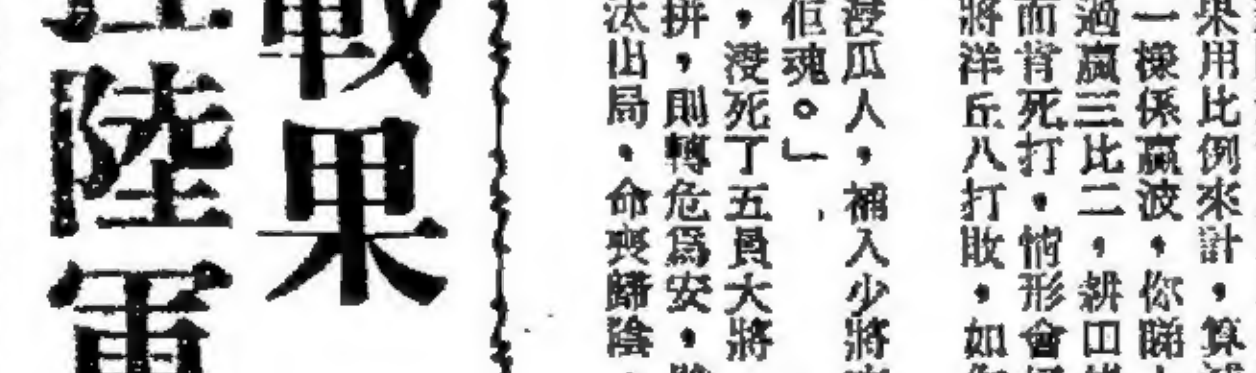 果用比例來計，算
一樣係贏波，你睇
過贏三比二，耕田
而肯死打，情形會
將洋丘八打敗，如
浸瓜人，補入少將
佢魂。」
，浸死了五員大將
拼，則轉危爲安，
汰出局，命喪歸陰
戰果
陸軍